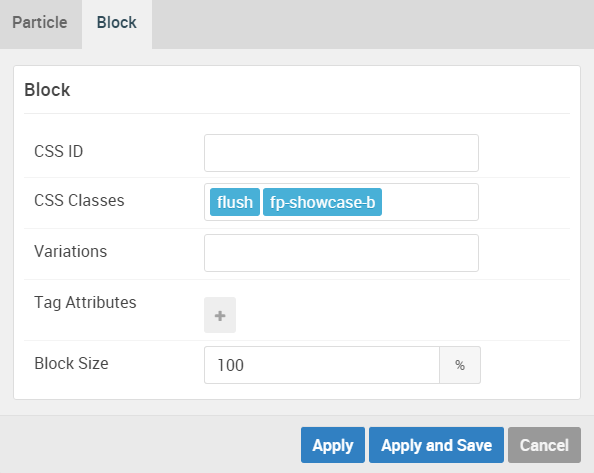 Particle Block
Block
CSS ID
CSS Classes flush fp-showcase-b
Variations
Tag Attributes +
Block Size 100 %
Apply Apply and Save Cancel